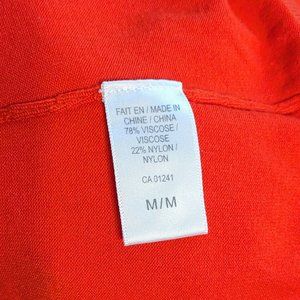 FAIT EN / MADE IN
CHINE / CHINA
78% VISCOSE /
VISCOSE
22% NYLON /
NYLON
CA 01241
M/M